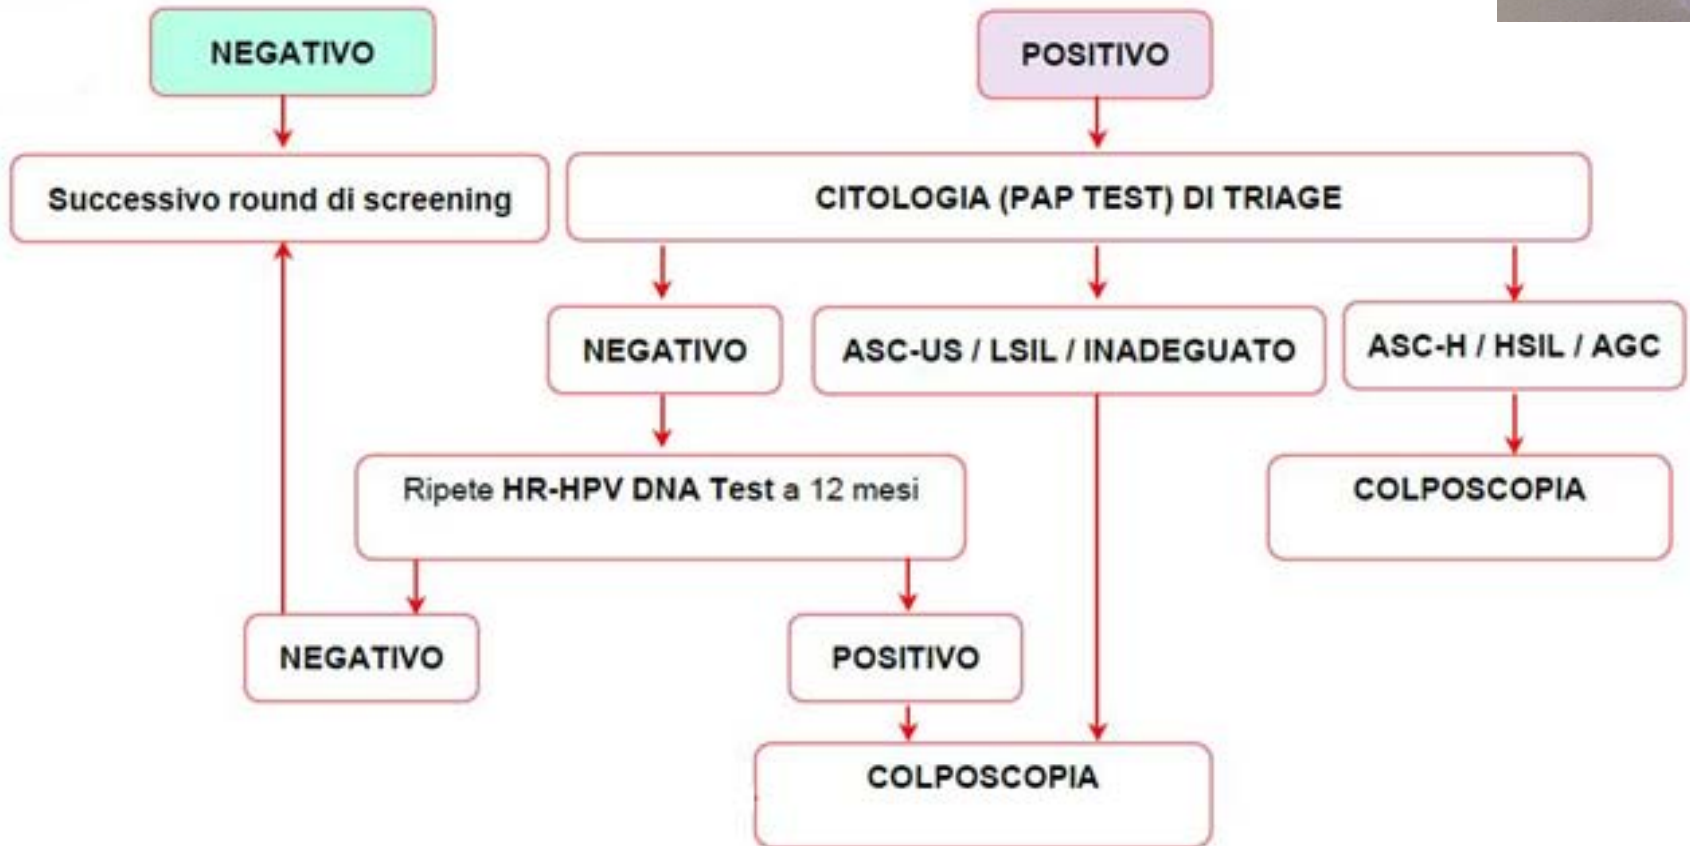 NEGATIVO
POSITIVO
Successivo round di screening
CITOLOGIA (PAP TEST) DI TRIAGE
NEGATIVO
ASC-US / LSIL / INADEGUATO
ASC-H / HSIL / AGC
Ripete HR-HPV DNA Test a 12 mesi
COLPOSCOPIA
NEGATIVO
POSITIVO
COLPOSCOPIA